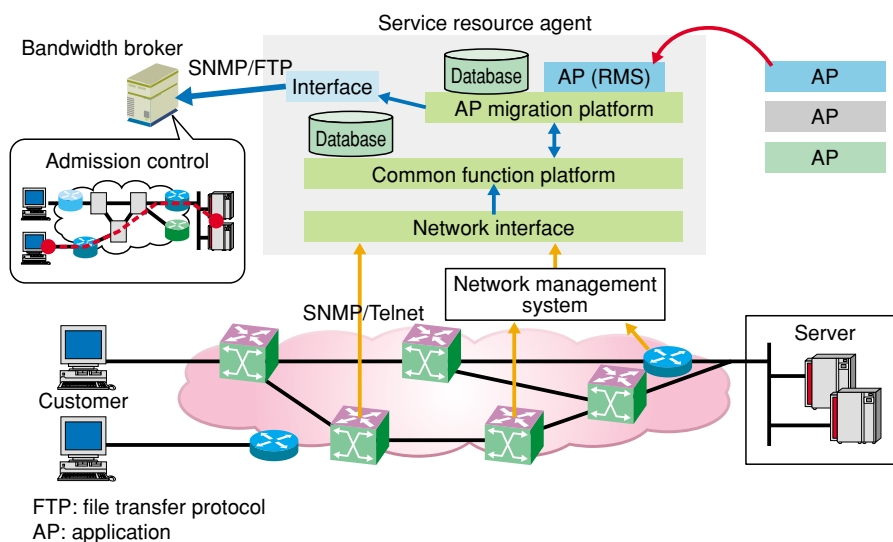 Service resource agent
Bandwidth broker
SNMP/FTP
Interface
Database
AP (RMS)
AP
AP migration platform
AP
Database
AP
Admission control
Common function platform
Network interface
Network management
system
SNMP/Telnet
Server
Customer
FTP: file transfer protocol
AP: application